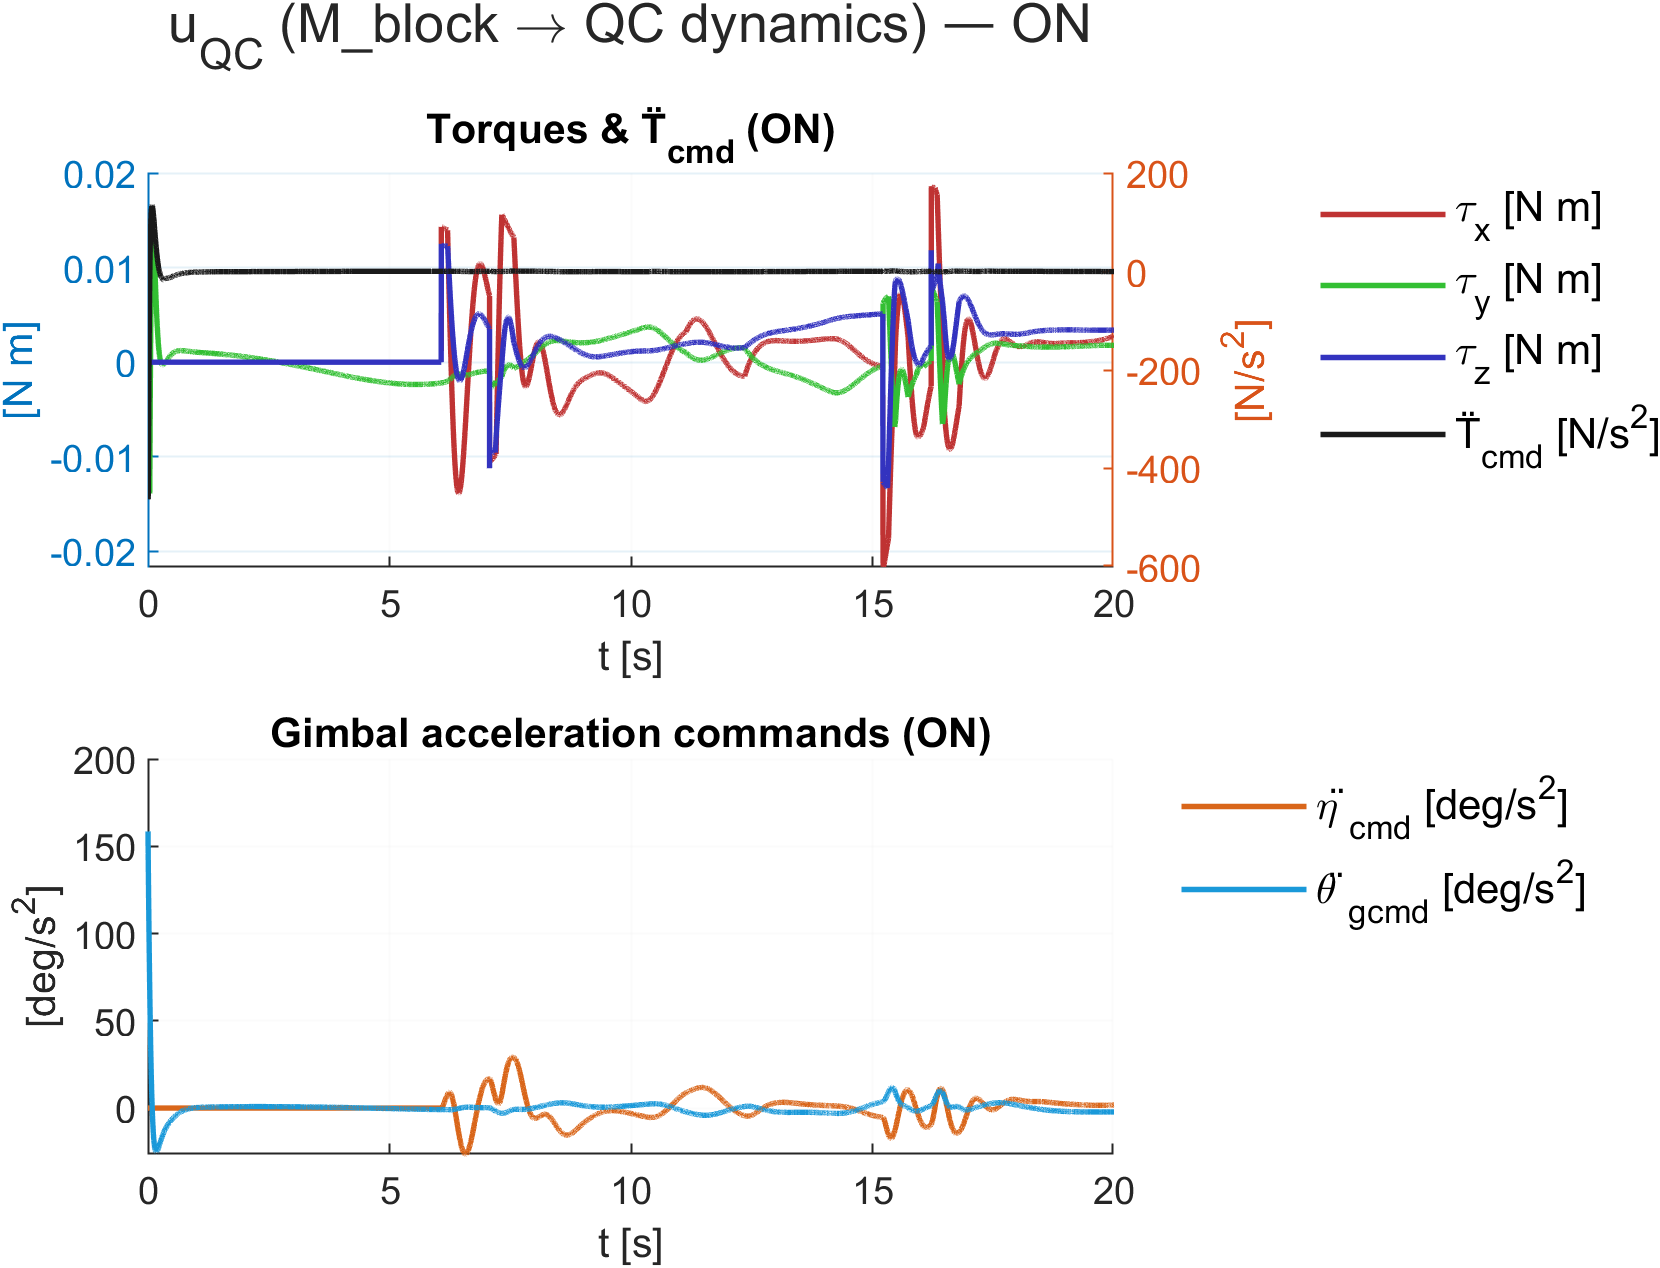 u_QC (M_block → QC dynamics) — ON
Torques & T̈_cmd (ON)
0.02
0.01
0
-0.01
-0.02
[N m]
200
0
-200
-400
-600
[N/s²]
0 5 10 15 20
t [s]
τ_x [N m]
τ_y [N m]
τ_z [N m]
T̈_cmd [N/s²]
Gimbal acceleration commands (ON)
200
150
100
50
0
[deg/s²]
0 5 10 15 20
t [s]
η̈_cmd [deg/s²]
θ̈_gcmd [deg/s²]